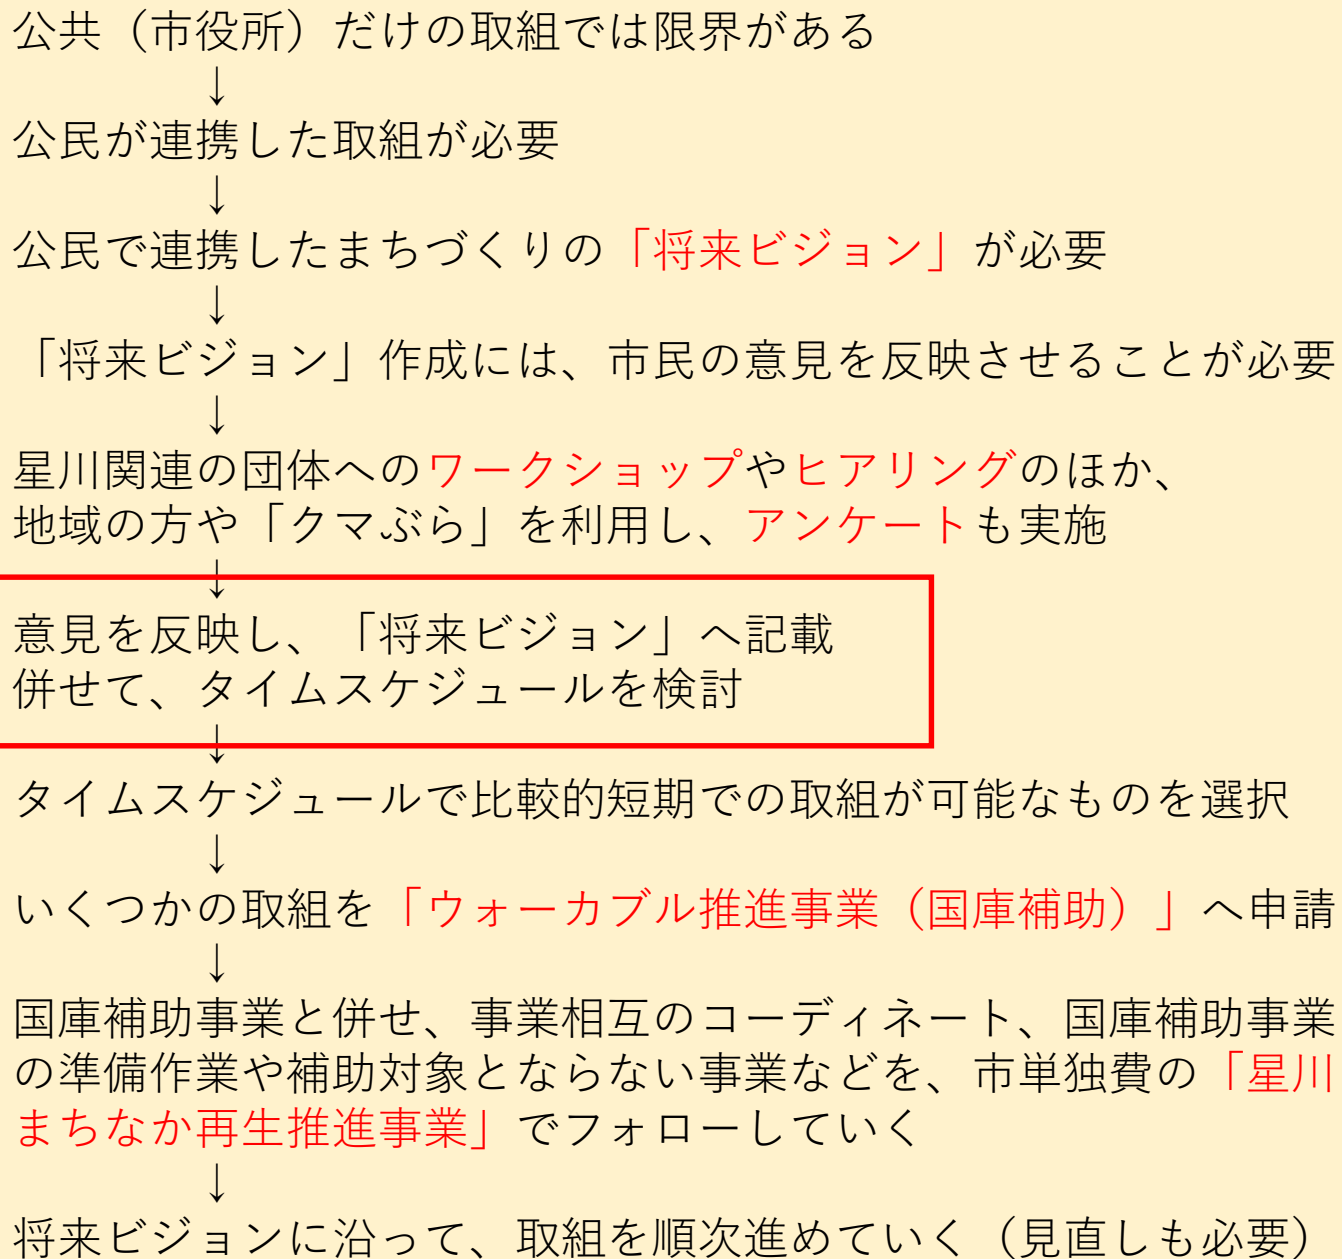 公共（市役所）だけの取組では限界がある
↓
公民が連携した取組が必要
↓
公民で連携したまちづくりの「将来ビジョン」が必要
↓
「将来ビジョン」作成には、市民の意見を反映させることが必要
↓
星川関連の団体へのワークショップやヒアリングのほか、
地域の方や「クマぶら」を利用し、アンケートも実施
↓
意見を反映し、「将来ビジョン」へ記載
併せて、タイムスケジュールを検討
↓
タイムスケジュールで比較的短期での取組が可能なものを選択
↓
いくつかの取組を「ウォーカブル推進事業（国庫補助）」へ申請
↓
国庫補助事業と併せ、事業相互のコーディネート、国庫補助事業
の準備作業や補助対象とならない事業などを、市単独費の「星川
まちなか再生推進事業」でフォローしていく
↓
将来ビジョンに沿って、取組を順次進めていく（見直しも必要）